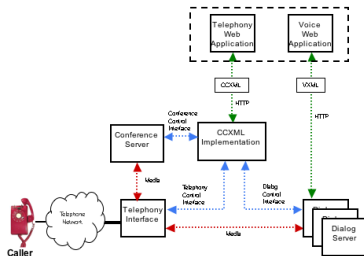 Telephony
Web
Application
Voice
Web
Application
CCXML
VXML
HTTP
HTTP
Conference
Control
Interface
Conference
Server
CCXML
Implementation
Media
Telephony
Control
Interface
Dialog
Control
Interface
Telephone
Network
Telephony
Interface
Media
Dialog
Server
Caller